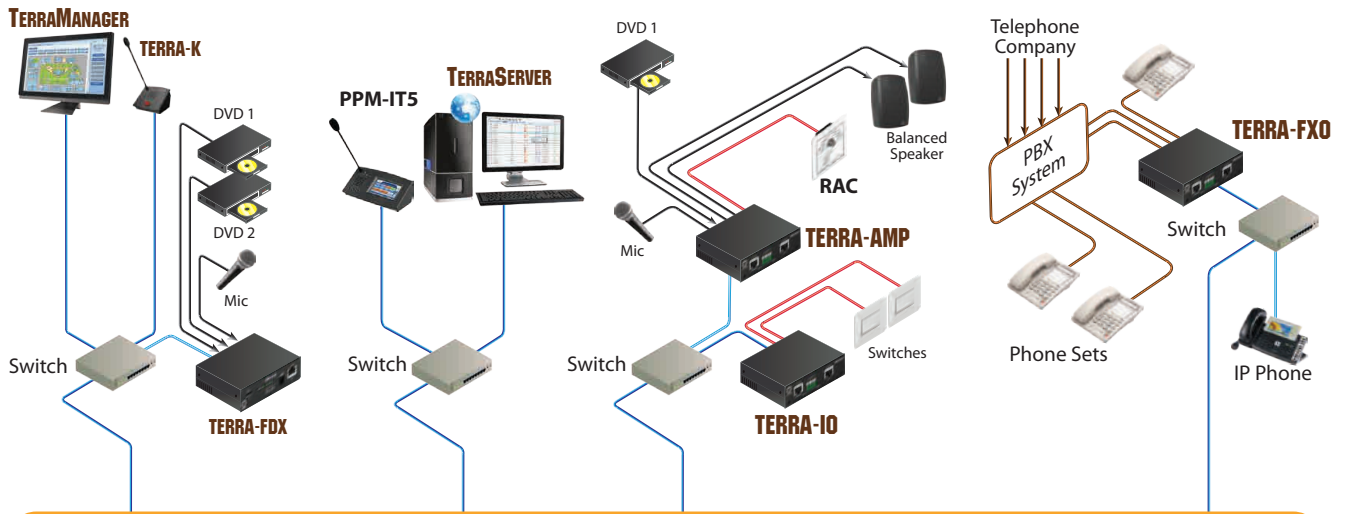 TERRAMANAGER
TERRA-K
DVD 1
DVD 2
Mic
Switch
TERRA-FDX
PPM-IT5
TERRASERVER
Switch
DVD 1
Balanced
Speaker
RAC
Mic
TERRA-AMP
Switch
Switches
TERRA-IO
Telephone
Company
PBX
System
TERRA-FXO
Switch
Phone Sets
IP Phone